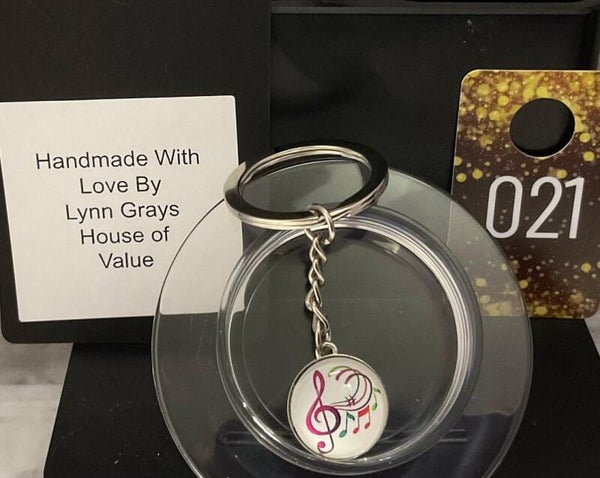 Handmade With
Love By
Lynn Grays
House of
Value
021